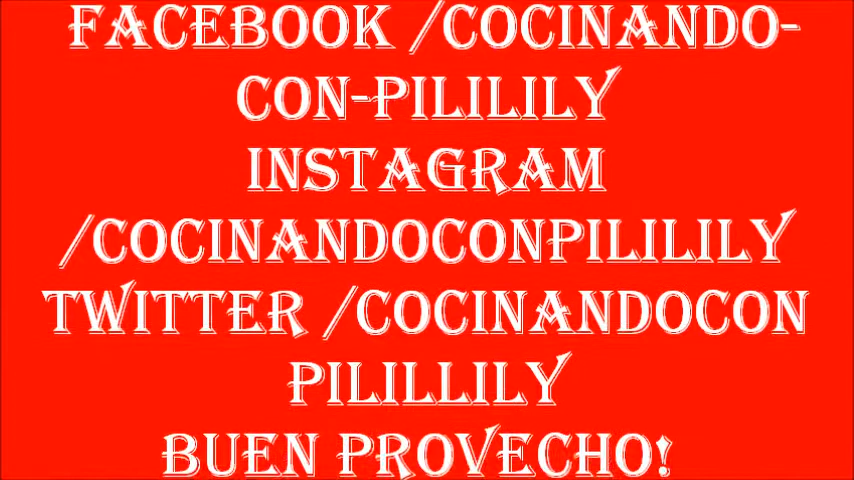 FACEBOOK /COCINANDO-
CON-PILILILY
INSTAGRAM
/COCINANDOCONPILILILY
TWITTER /COCINANDOCON
PILILLILY
BUEN PROVECHO!